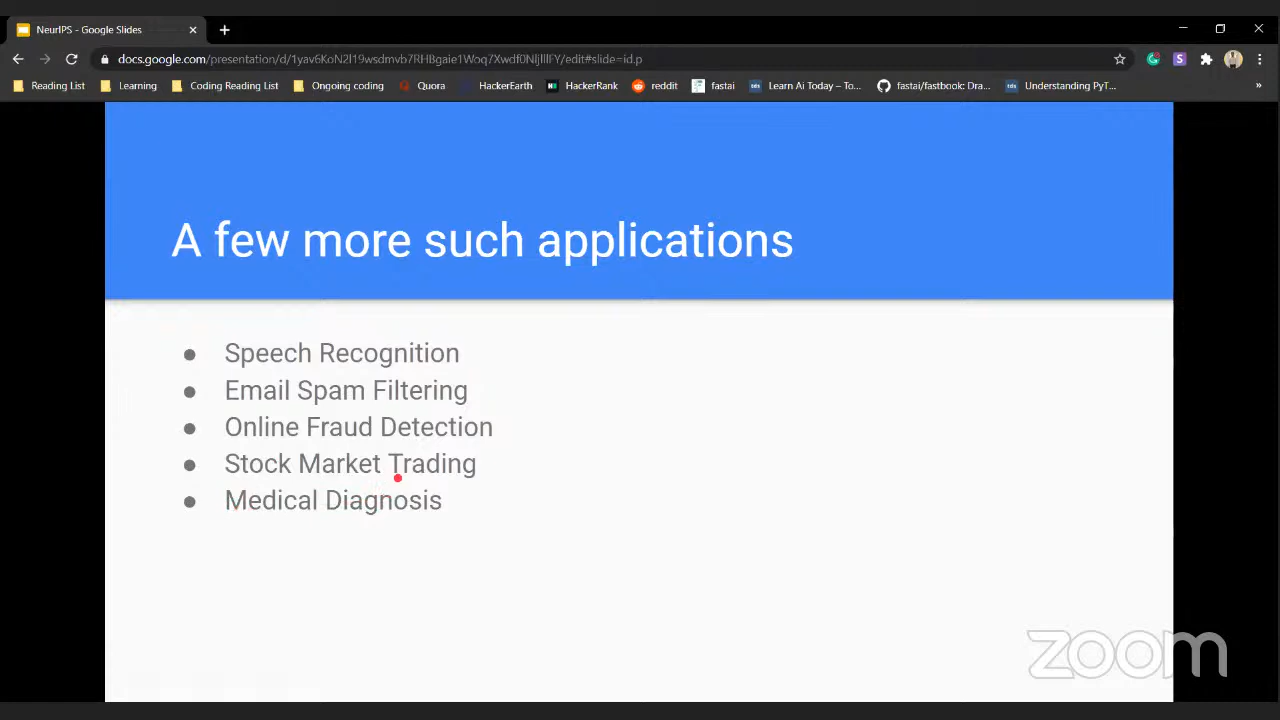 NeurIPS - Google Slides
docs.google.com/presentation/d/1yav6KoN2l19wsdmvb7RHBgaie1Woq7Xwdf0NljlllFY/edit#slide=id.p
Reading List Learning Coding Reading List Ongoing coding Quora HackerEarth HackerRank reddit fastai Learn Ai Today – To... fastai/fastbook: Dra... Understanding PyT...
A few more such applications
● Speech Recognition
● Email Spam Filtering
● Online Fraud Detection
● Stock Market Trading
● Medical Diagnosis
zoom